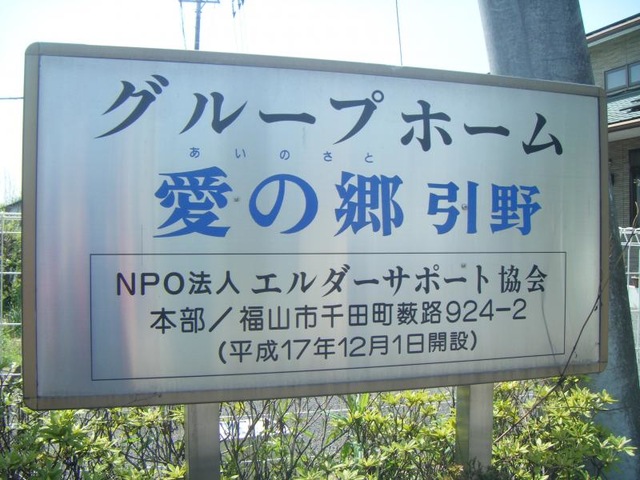 グループホーム
あいのさと
愛の郷 引野
NPO法人 エルダーサポート協会
本部/福山市千田町薮路924-2
(平成17年12月1日開設)